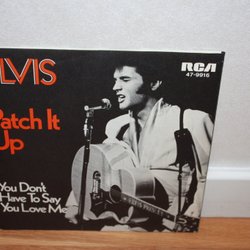 LVIS
RCA
47-9916
Patch It
Up
You Don't
Have To Say
You Love Me